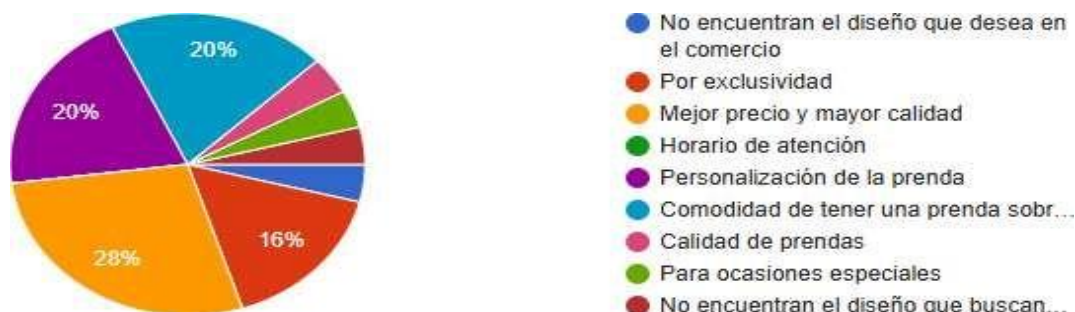 20%
20%
28%
16%
No encuentran el diseño que desea en
el comercio
Por exclusividad
Mejor precio y mayor calidad
Horario de atención
Personalización de la prenda
Comodidad de tener una prenda sobr...
Calidad de prendas
Para ocasiones especiales
No encuentran el diseño que buscan...